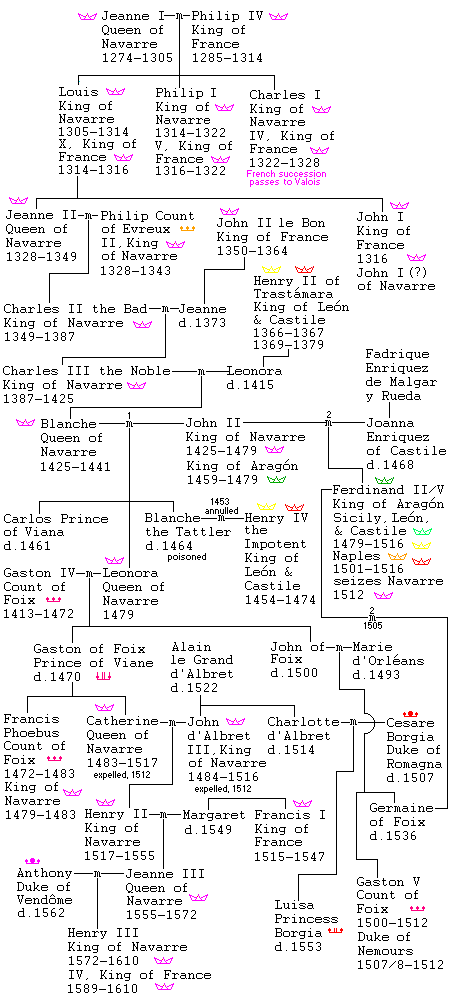 Jeanne I m Philip IV
Queen of
Navarre
1274-1305
King of
France
1285-1314
Louis
King of
Navarre
1305-1314
X, King of
France
1314-1316
Philip I
King of
Navarre
1314-1322
V, King of
France
1316-1322
Charles I
King of
Navarre
IV, King of
France
1322-1328
French succession
passes to Valois
Jeanne II m Philip Count
Queen of
Navarre
1328-1349
of Evreux
II, King
of Navarre
1328-1343
John II le Bon
King of France
1350-1364
John I
King of
France
1316
John I (?)
of Navarre
Henry II of
Trastámara
King of León
& Castile
1366-1367
1369-1379
Charles II the Bad m Jeanne
King of Navarre
1349-1387
d.1373
Charles III the Noble m Leonora
King of Navarre
1387-1425
d.1415
Fadrique
Enriquez
de Malgar
y Rueda
Blanche 1 m John II 2 m Joanna
Queen of
Navarre
1425-1441
King of Navarre
1425-1479
King of Aragón
1459-1479
Enriquez
of Castile
d.1468
Carlos Prince
of Viana
d.1461
Blanche m Henry IV
the Tattler
d.1464
poisoned
1453
annulled
the
Impotent
King of
León &
Castile
1454-1474
Ferdinand II/V
King of Aragón
Sicily, León,
& Castile
1479-1516
Naples
1501-1516
seizes Navarre
1512
Gaston IV m Leonora
Count of
Foix
1413-1472
Queen of
Navarre
1479
2
m
1505
Gaston of Foix
Prince of Viane
d.1470
Alain
le Grand
d'Albret
d.1522
John of m Marie
Foix
d.1500
d'Orléans
d.1493
Francis
Phoebus
Count of
Foix
1472-1483
King of
Navarre
1479-1483
Catherine m John
Queen of
Navarre
1483-1517
expelled, 1512
d'Albret
III, King
of Navarre
1484-1516
expelled, 1512
Charlotte m Cesare
d'Albret
d.1514
Borgia
Duke of
Romagna
d.1507
Germaine
of Foix
d.1536
Henry II m Margaret
King of
Navarre
1517-1555
d.1549
Francis I
King of
France
1515-1547
Anthony m Jeanne III
Duke of
Vendôme
d.1562
Queen of
Navarre
1555-1572
Luisa
Princess
Borgia
d.1553
Gaston V
Count of
Foix
1500-1512
Duke of
Nemours
1507/8-1512
Henry III
King of Navarre
1572-1610
IV, King of France
1589-1610